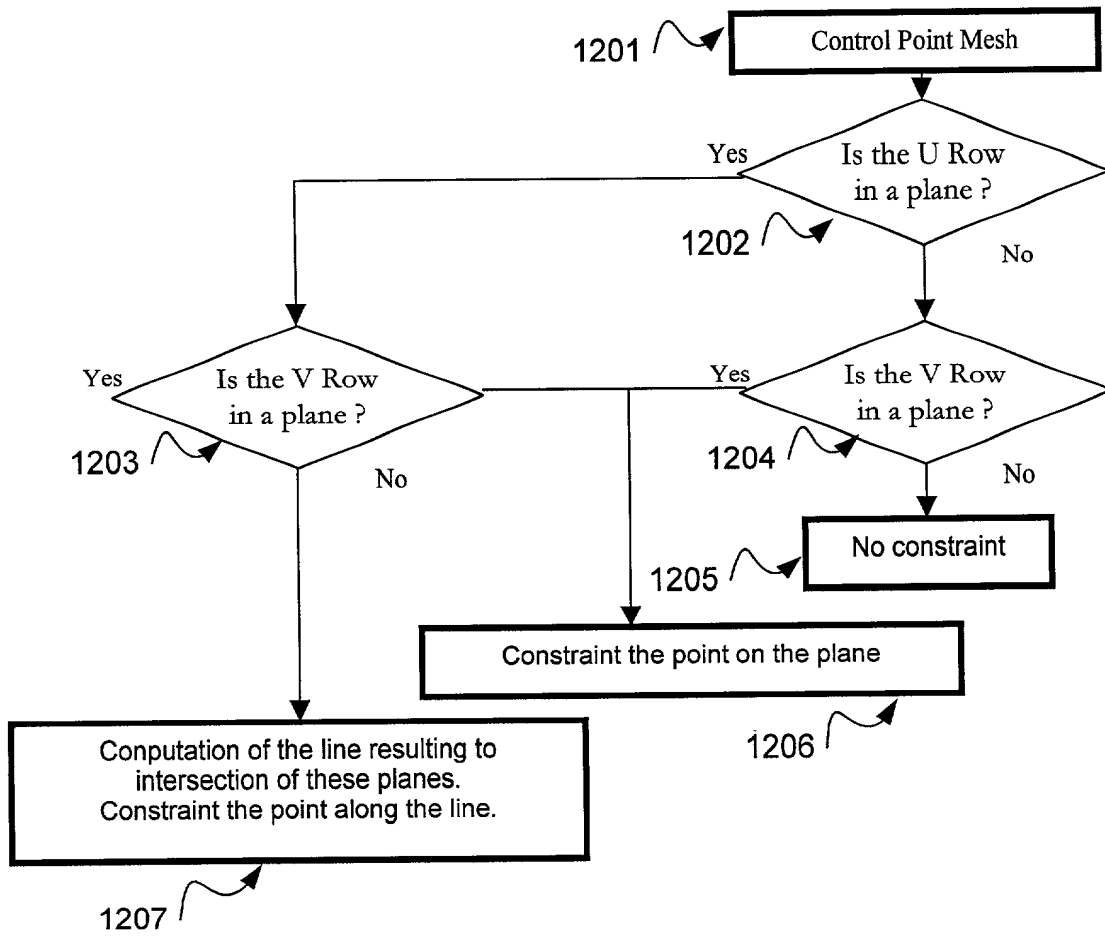 1201
Control Point Mesh
Yes
Is the U Row
in a plane ?
1202
No
Yes
Is the V Row
in a plane ?
1203
No
Yes
Is the V Row
in a plane ?
1204
No
No constraint
1205
Constraint the point on the plane
1206
Conputation of the line resulting to
intersection of these planes.
Constraint the point along the line.
1207